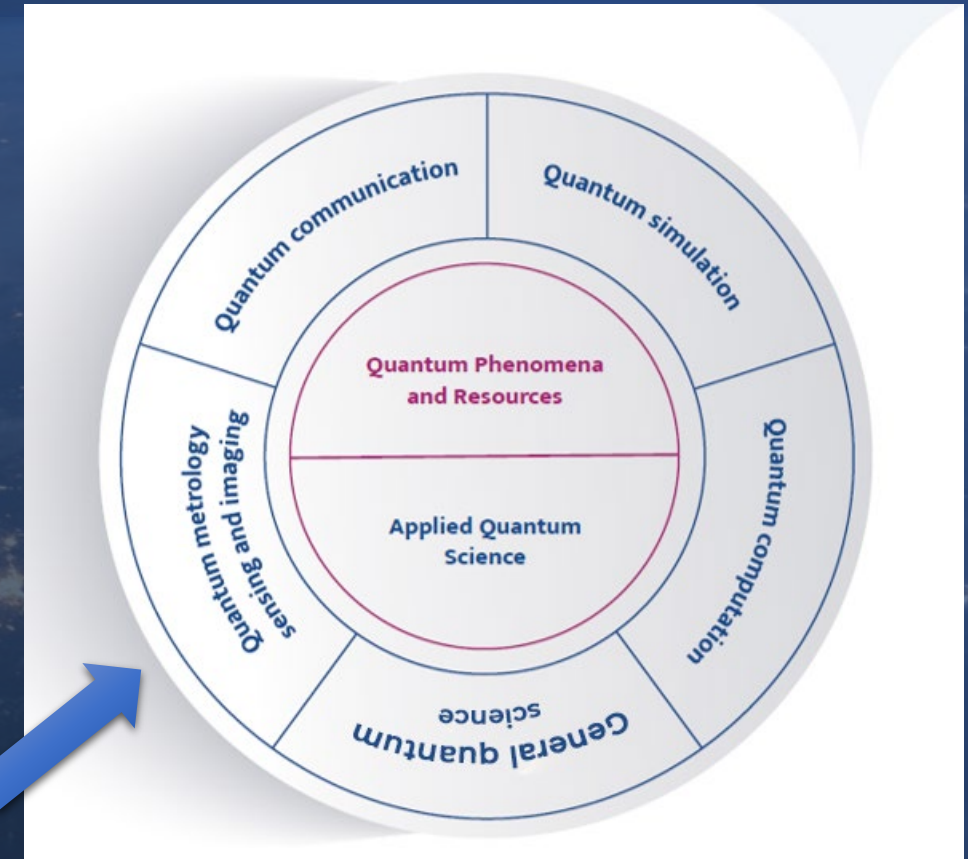 Quantum communication
Quantum simulation
Quantum Phenomena
and Resources
Quantum metrology
sensing and imaging
Quantum computation
Applied Quantum
Science
General quantum
science